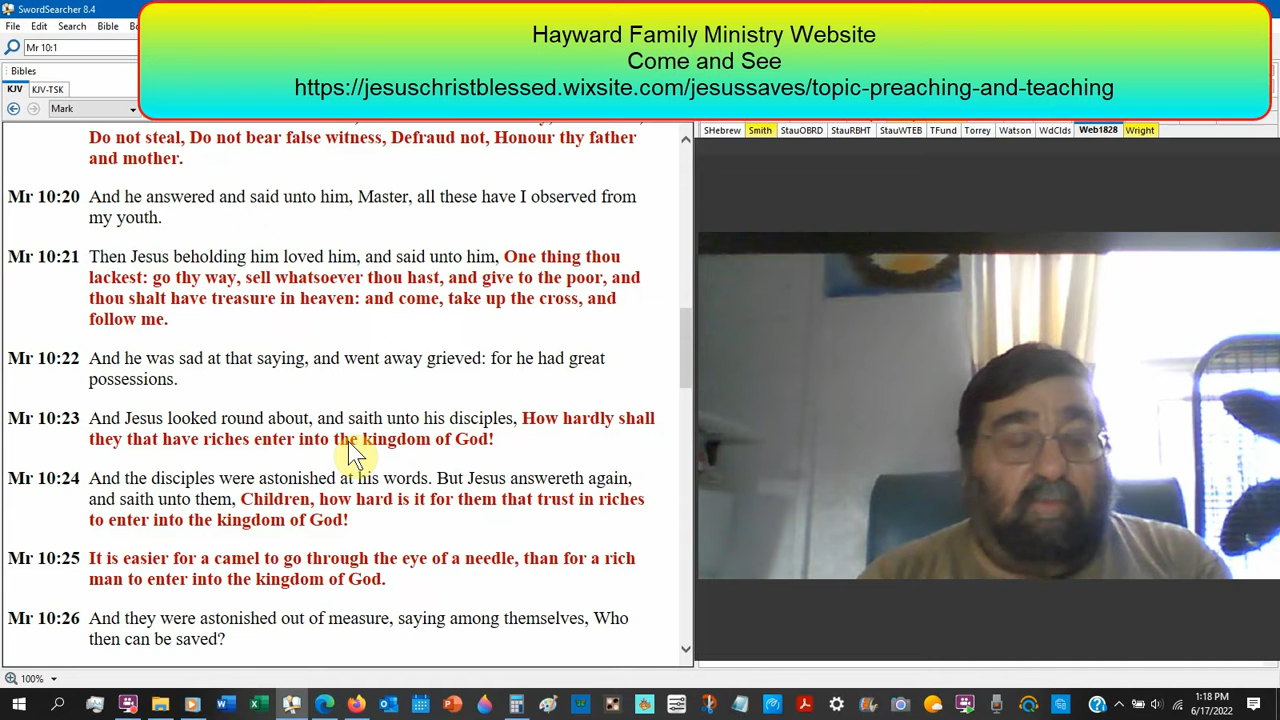 SwordSearcher 8.4
File Edit Search Bible
Hayward Family Ministry Website
Come and See
https://jesuschristblessed.wixsite.com/jesussaves/topic-preaching-and-teaching
Mr 10:1
Bibles
KJV KJV-TSK
Mark
SHebrew Smith StauOBRD StauRBHT StauWTEB TFund Torrey Watson WdClds Web1828 Wright
Do not steal, Do not bear false witness, Defraud not, Honour thy father
and mother.
Mr 10:20 And he answered and said unto him, Master, all these have I observed from
my youth.
Mr 10:21 Then Jesus beholding him loved him, and said unto him, One thing thou
lackest: go thy way, sell whatsoever thou hast, and give to the poor, and
thou shalt have treasure in heaven: and come, take up the cross, and
follow me.
Mr 10:22 And he was sad at that saying, and went away grieved: for he had great
possessions.
Mr 10:23 And Jesus looked round about, and saith unto his disciples, How hardly shall
they that have riches enter into the kingdom of God!
Mr 10:24 And the disciples were astonished at his words. But Jesus answereth again,
and saith unto them, Children, how hard is it for them that trust in riches
to enter into the kingdom of God!
Mr 10:25 It is easier for a camel to go through the eye of a needle, than for a rich
man to enter into the kingdom of God.
Mr 10:26 And they were astonished out of measure, saying among themselves, Who
then can be saved?
100%
1:18 PM
6/17/2022